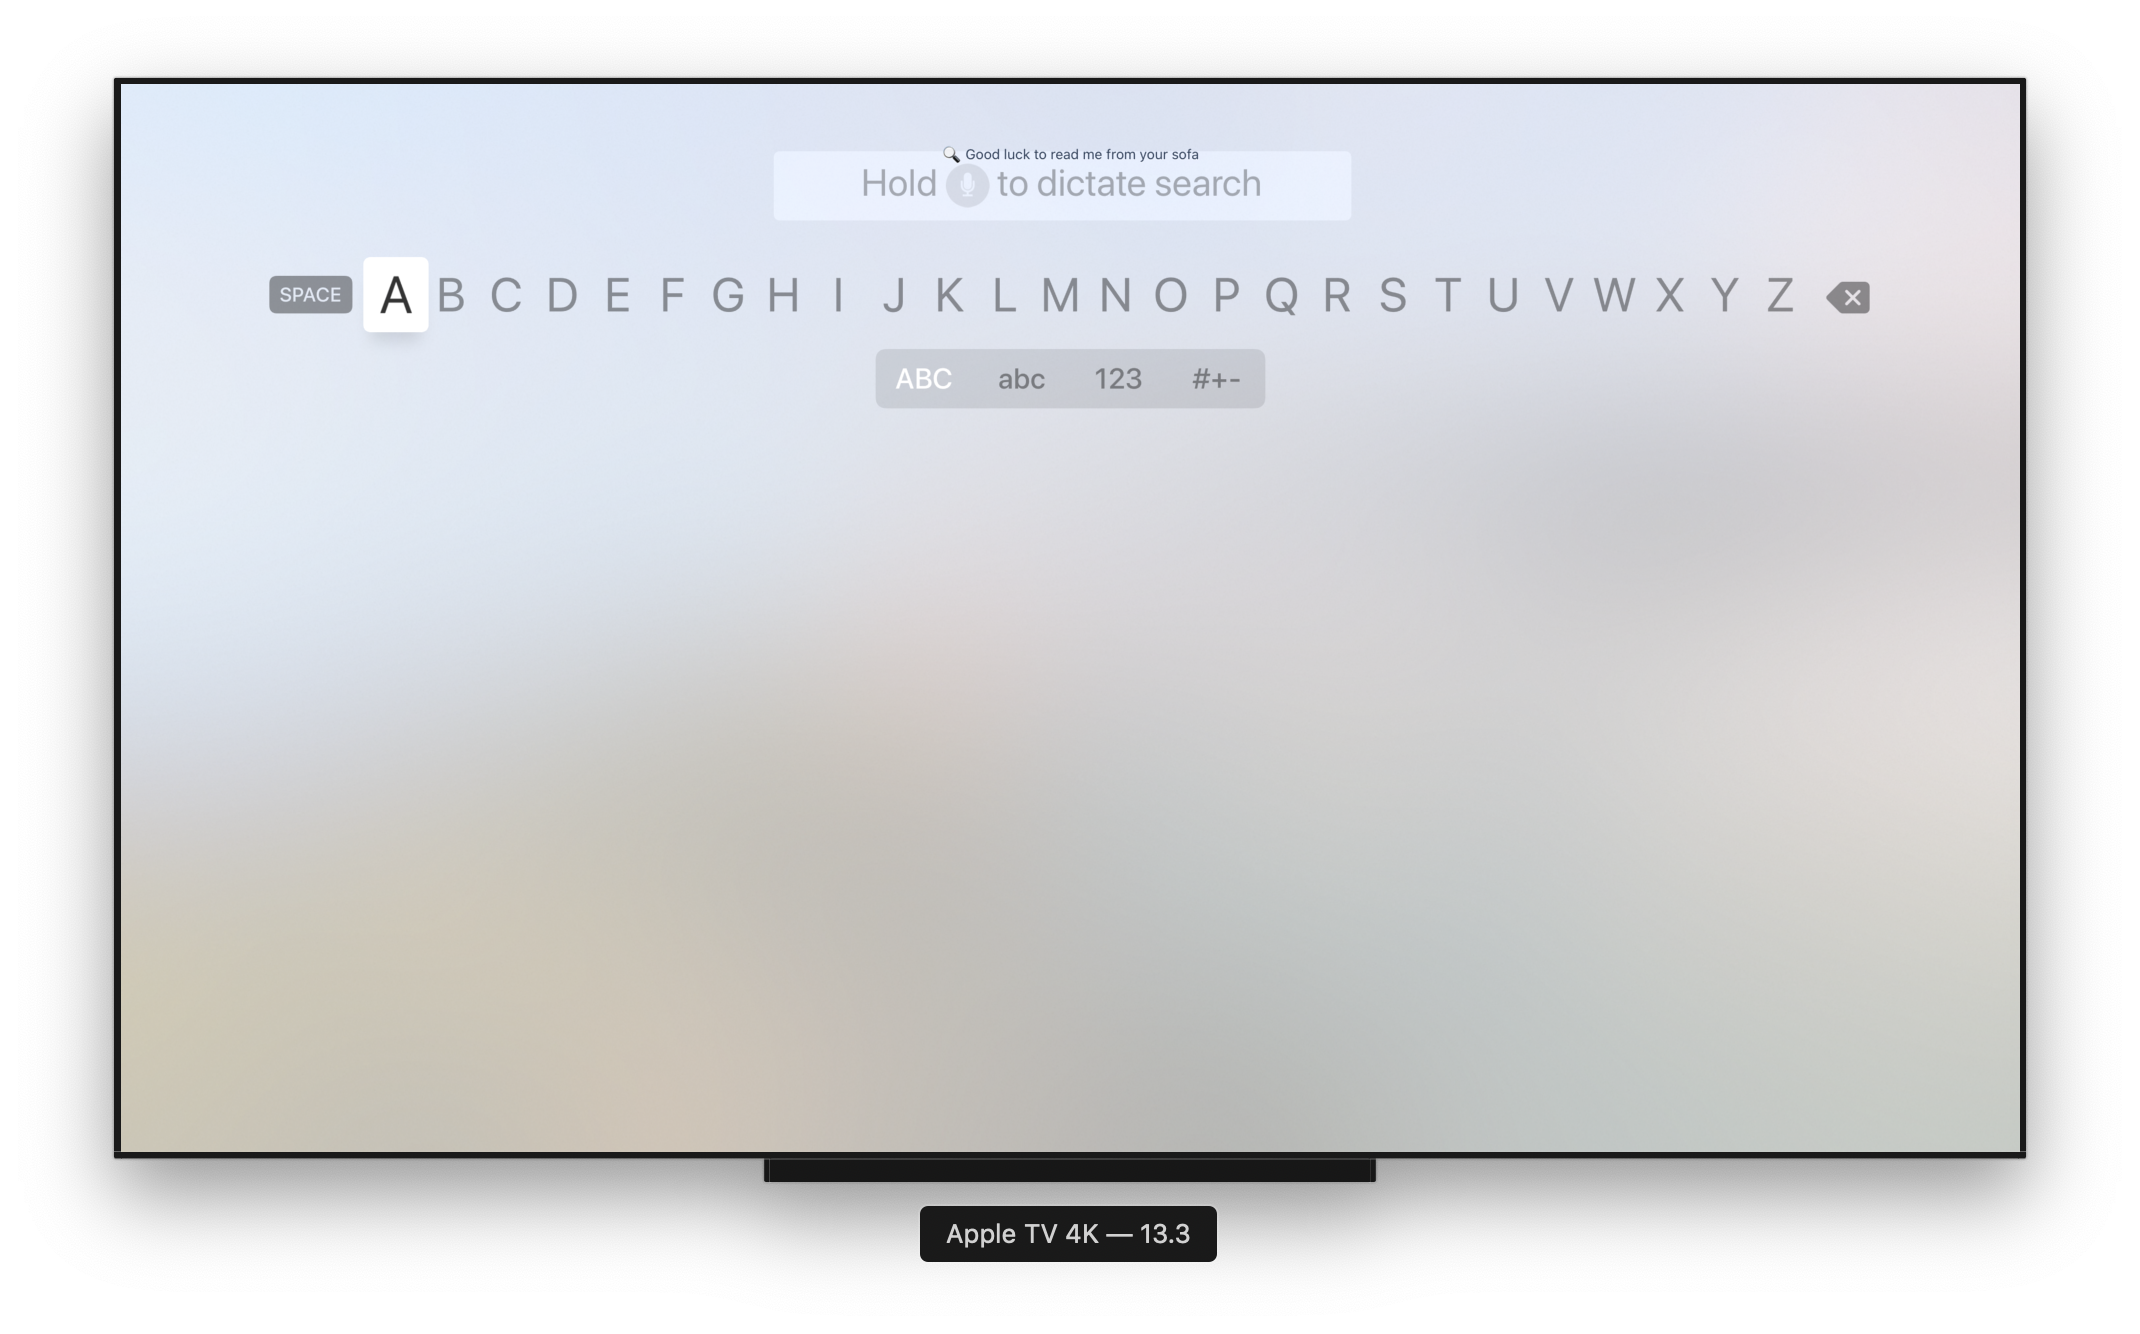 🔍 Good luck to read me from your sofa
Hold to dictate search
SPACE A B C D E F G H I J K L M N O P Q R S T U V W X Y Z
ABC abc 123 #+-
Apple TV 4K — 13.3